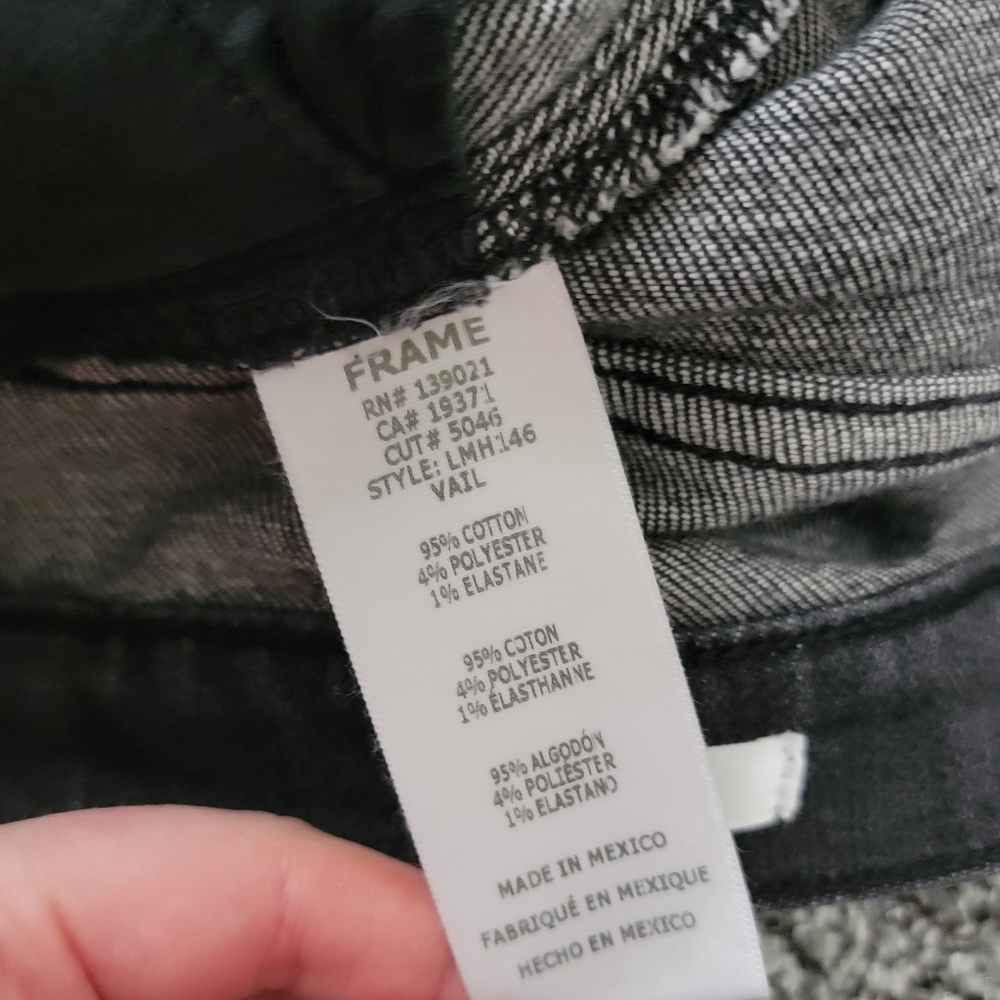 FRAME
RN# 139021
CA# 19371
CUT# 5046
STYLE: LMH146
VAIL
95% COTTON
4% POLYESTER
1% ELASTANE
95% COTON
4% POLYESTER
1% ÉLASTHANNE
95% ALGODÓN
4% POLIÉSTER
1% ELASTANO
MADE IN MEXICO
FABRIQUÉ EN MEXIQUE
HECHO EN MEXICO